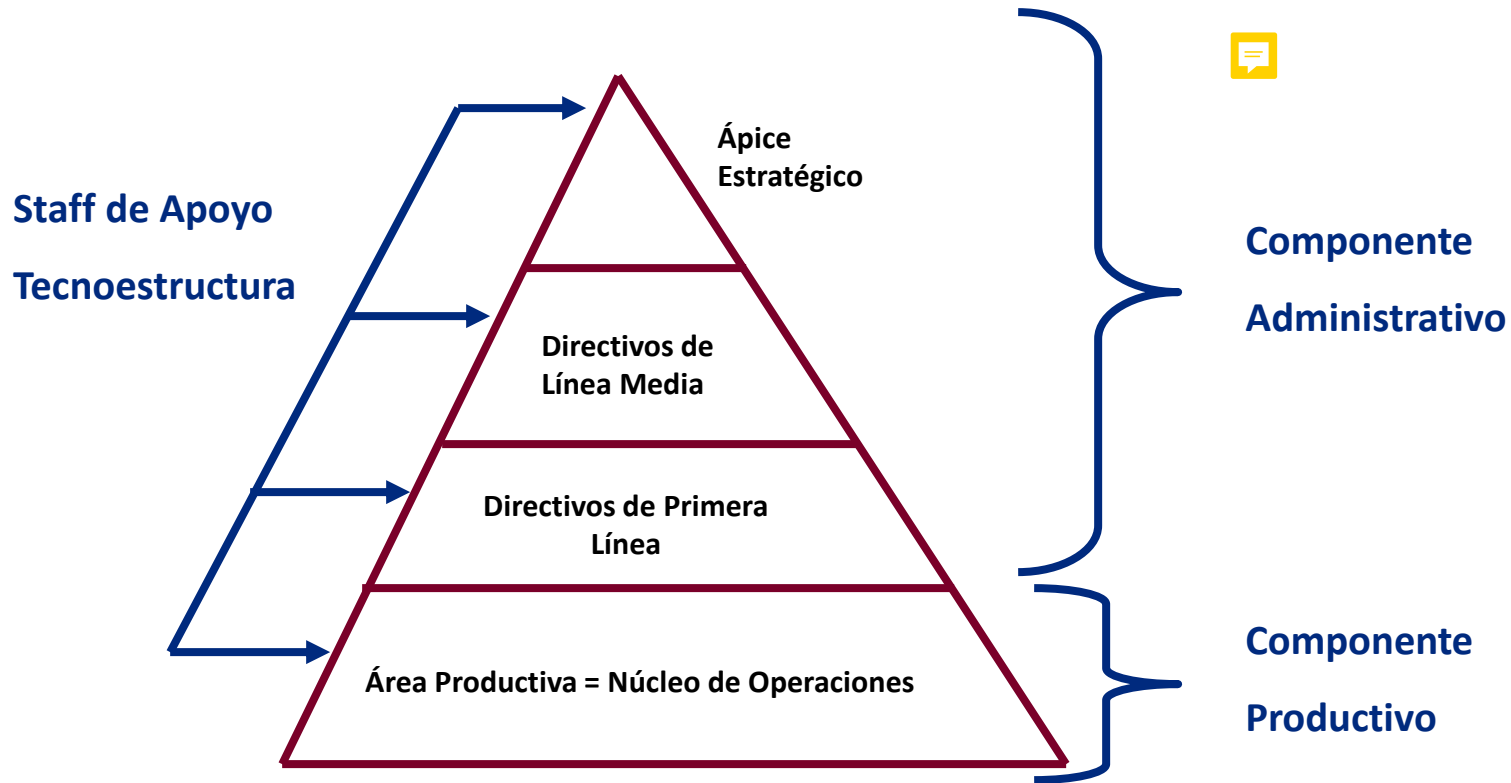 Ápice
Estratégico
Staff de Apoyo
Tecnoestructura
Componente
Administrativo
Directivos de
Línea Media
Directivos de Primera
Línea
Componente
Productivo
Área Productiva = Núcleo de Operaciones